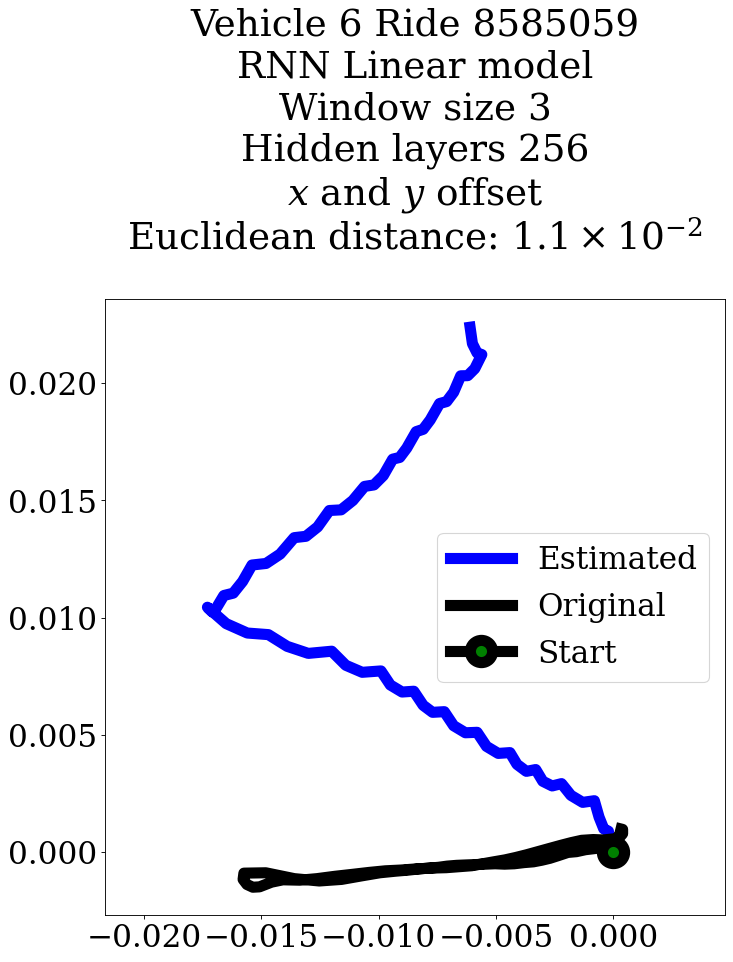 Vehicle 6 Ride 8585059
RNN Linear model
Window size 3
Hidden layers 256
x and y offset
Euclidean distance: 1.1 × 10⁻²
0.020
0.015
0.010
0.005
0.000
Estimated
Original
Start
−0.020 −0.015 −0.010 −0.005 0.000